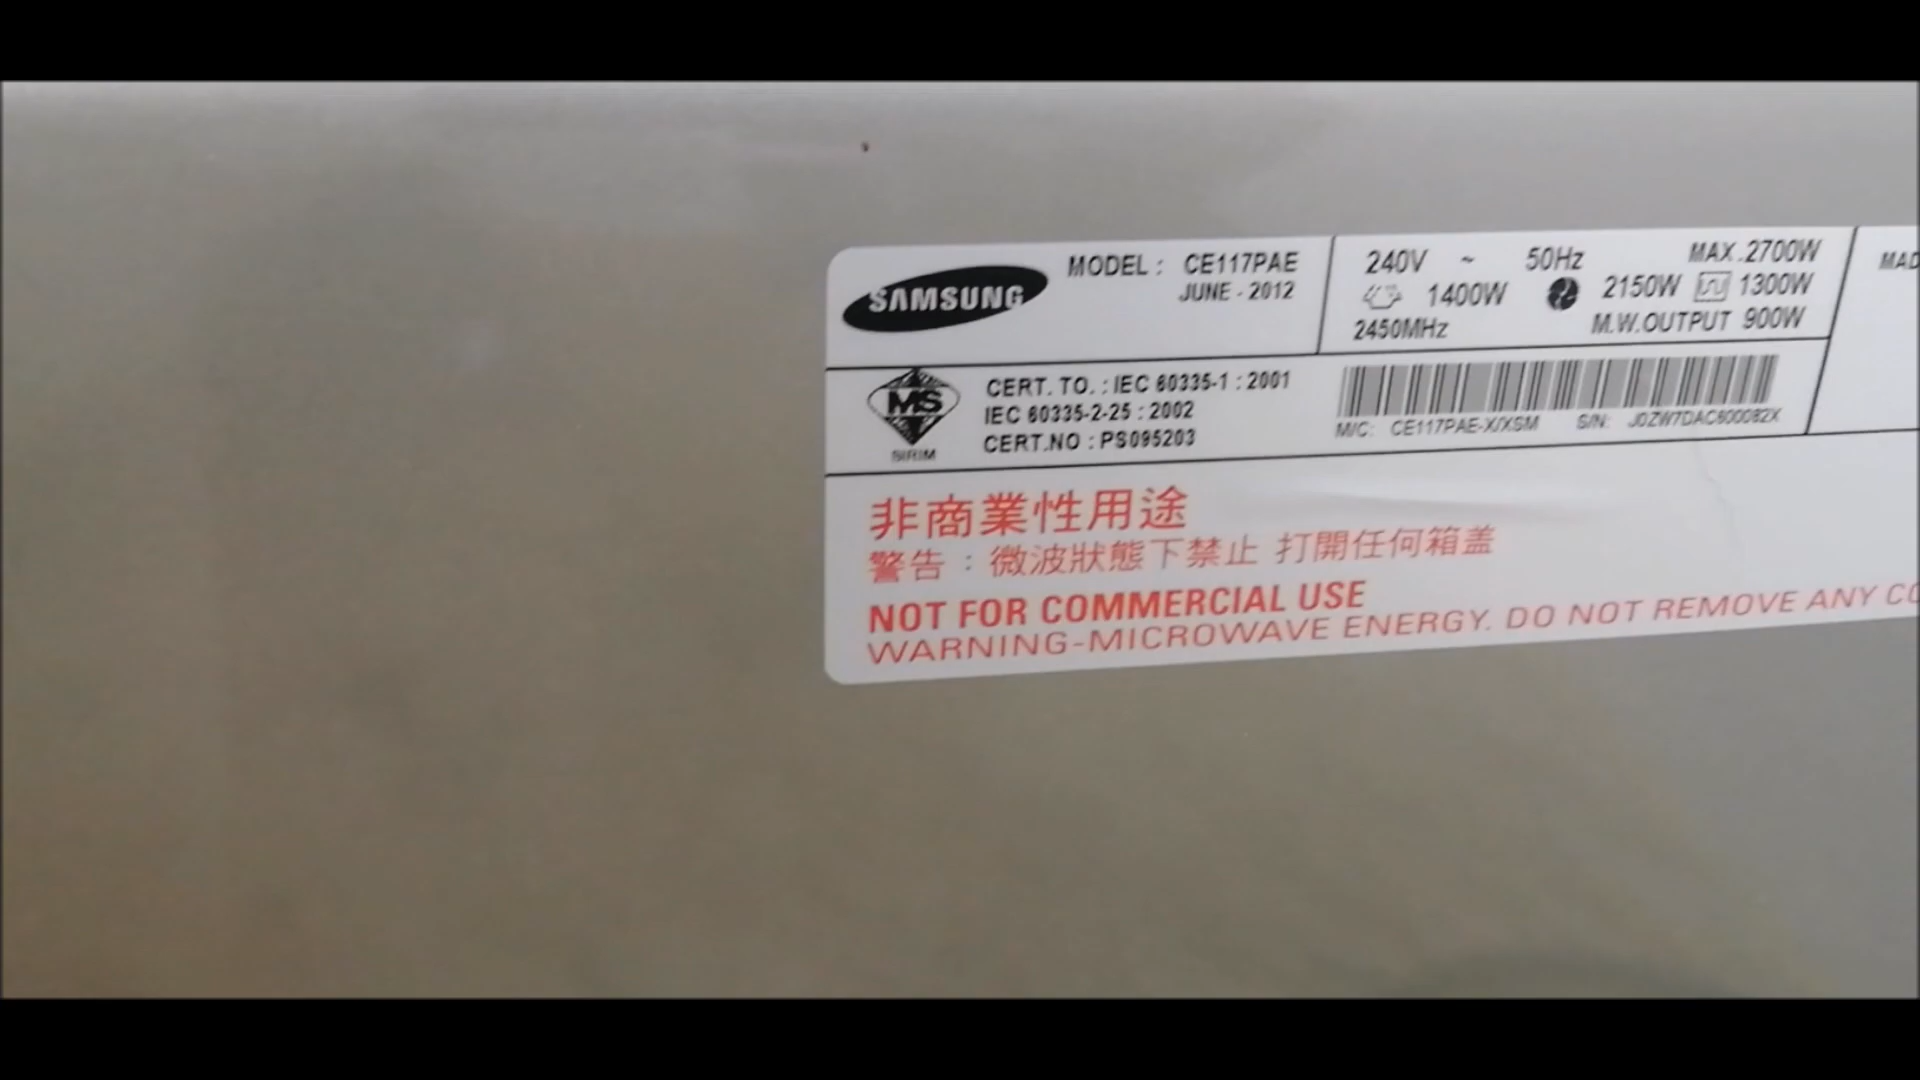 SAMSUNG
MODEL : CE117PAE
JUNE - 2012
240V ~ 50Hz MAX.2700W
1400W 2150W 1300W
2450MHz M.W.OUTPUT 900W
MAD
MS
SIRIM
CERT. TO. : IEC 60335-1 : 2001
IEC 60335-2-25 : 2002
CERT.NO : PS095203
M/C: CE117PAE-X/XSM S/N: J0ZW7DAC600082X
非商業性用途
警告：微波狀態下禁止 打開任何箱盖
NOT FOR COMMERCIAL USE
WARNING-MICROWAVE ENERGY. DO NOT REMOVE ANY CO